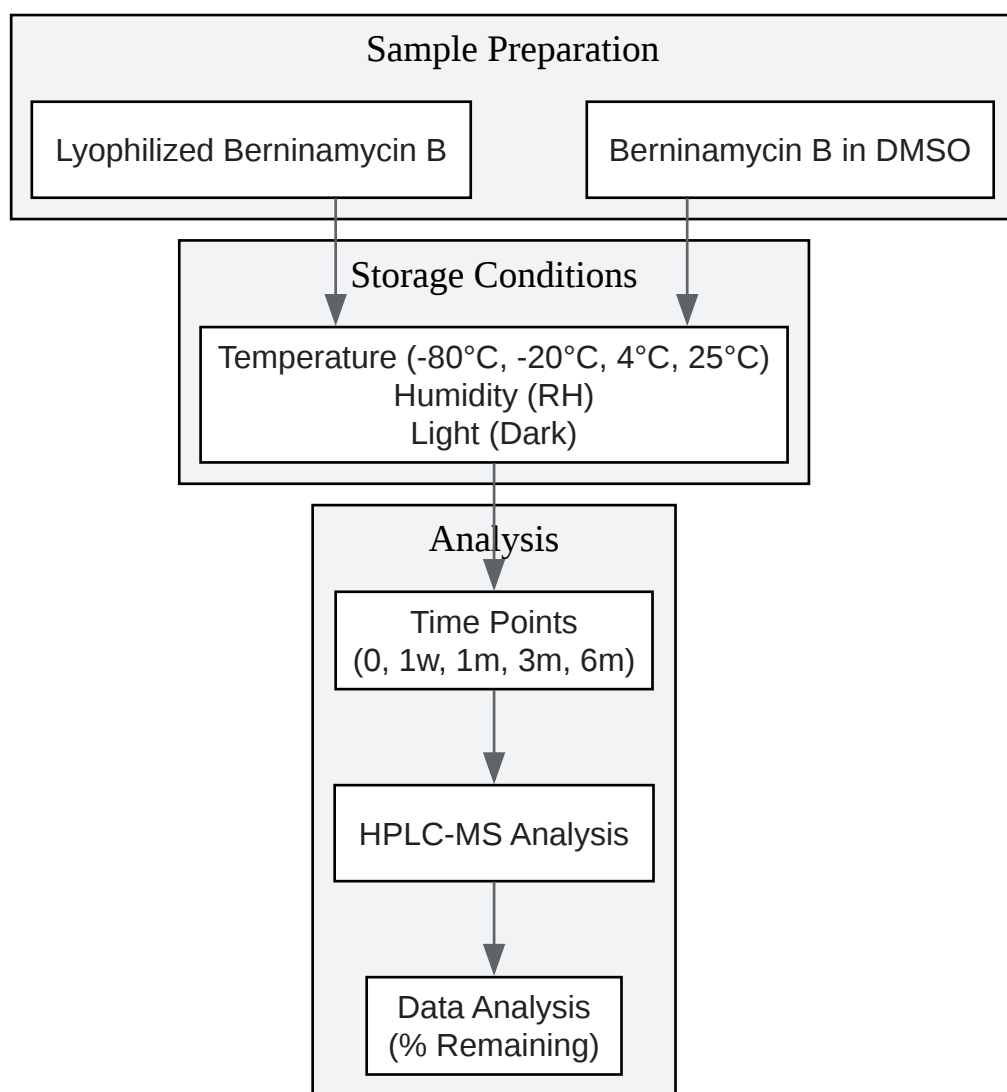 Sample Preparation
Lyophilized Berninamycin B
Berninamycin B in DMSO
Storage Conditions
Temperature (-80°C, -20°C, 4°C, 25°C)
Humidity (RH)
Light (Dark)
Analysis
Time Points
(0, 1w, 1m, 3m, 6m)
HPLC-MS Analysis
Data Analysis
(% Remaining)